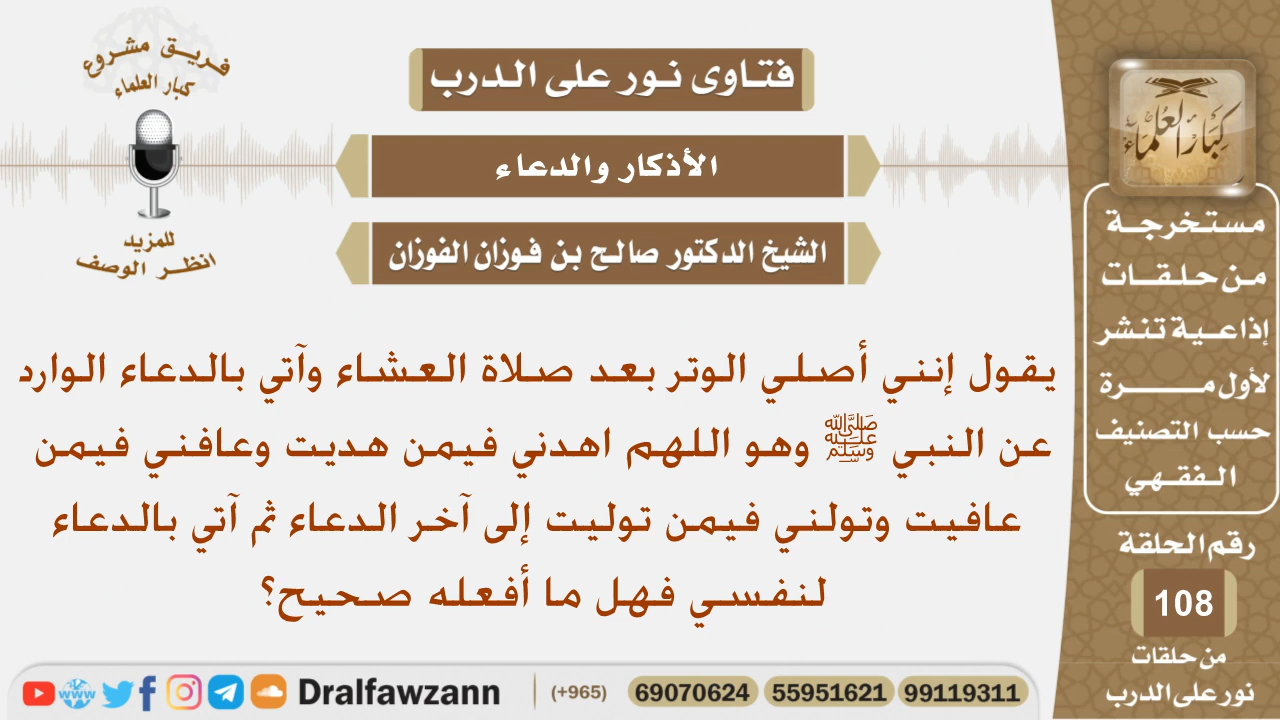 فريق مشروع
كبار العلماء
للمزيد
انظر الوصف
فتاوى نور على الدرب
الأذكار والدعاء
الشيخ الدكتور صالح بن فوزان الفوزان
يقول إنني أصلي الوتر بعد صلاة العشاء وآتي بالدعاء الوارد
عن النبي ﷺ وهو اللهم اهدني فيمن هديت وعافني فيمن
عافيت وتولني فيمن توليت إلى آخر الدعاء ثم آتي بالدعاء
لنفسي فهل ما أفعله صحيح؟
كبار العلماء
مستخرجة
من حلقات
إذاعية تنشر
لأول مرة
حسب التصنيف
الفقهي
رقم الحلقة
108
من حلقات
نور على الدرب
www
Dralfawzann
(+965)
69070624
55951621
99119311